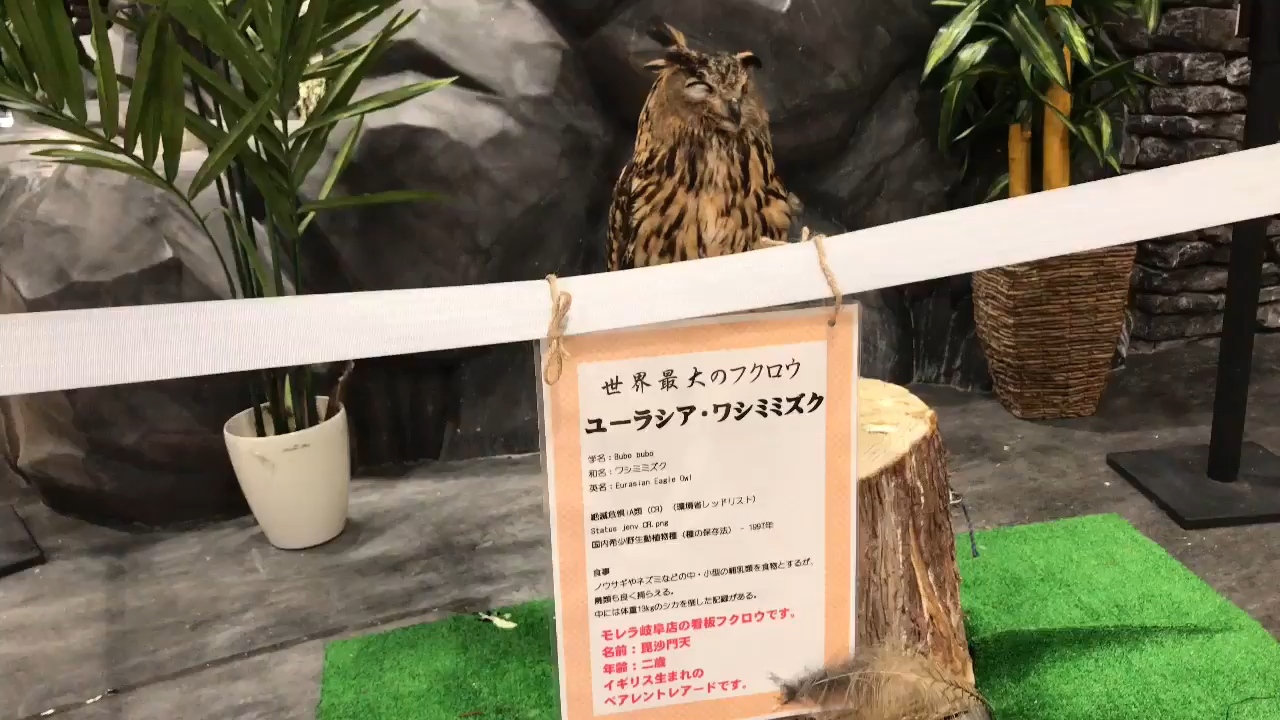 世界最大のフクロウ
ユーラシア・ワシミミズク
学名：Bubo bubo
和名：ワシミミズク
英名：Eurasian Eagle Owl
絶滅危惧IA類（CR）（環境省レッドリスト）
Status jenv CR.png
国内希少野生動植物種（種の保存法） - 1997年
食事
ノウサギやネズミなどの中・小型の哺乳類を食物とするが、
鳥類も良く捕らえる。
中には体重13kgのシカを倒した記録がある。
モレラ岐阜店の看板フクロウです。
名前：毘沙門天
年齢：二歳
イギリス生まれの
ペアレントレアードです。